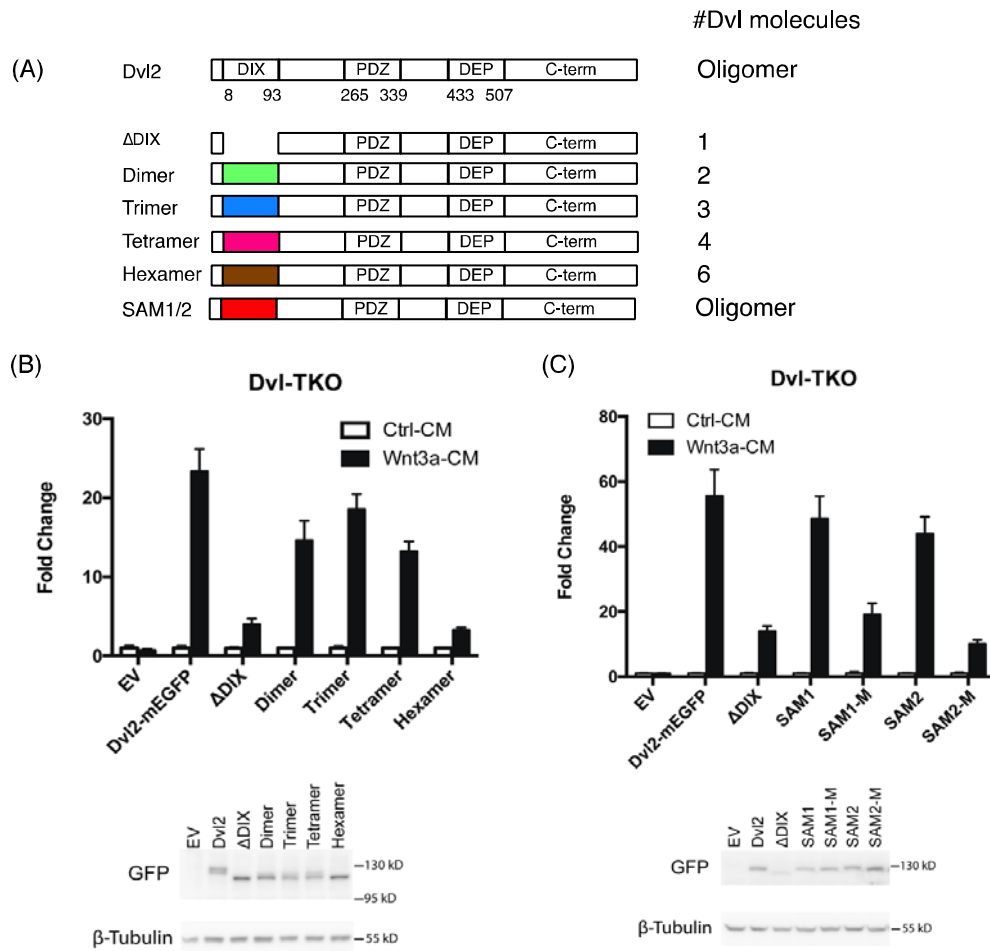 #Dvl molecules
(A)
Dvl2 DIX PDZ DEP C-term Oligomer
8 93 265 339 433 507
ΔDIX PDZ DEP C-term 1
Dimer PDZ DEP C-term 2
Trimer PDZ DEP C-term 3
Tetramer PDZ DEP C-term 4
Hexamer PDZ DEP C-term 6
SAM1/2 PDZ DEP C-term Oligomer
(B)
Dvl-TKO
Ctrl-CM
Wnt3a-CM
Fold Change
30
20
10
0
EV Dvl2-mEGFP ΔDIX Dimer Trimer Tetramer Hexamer
EV Dvl2 ΔDIX Dimer Trimer Tetramer Hexamer
GFP
130 kD
95 kD
β-Tubulin
55 kD
(C)
Dvl-TKO
Ctrl-CM
Wnt3a-CM
Fold Change
80
60
40
20
0
EV Dvl2-mEGFP ΔDIX SAM1 SAM1-M SAM2 SAM2-M
EV Dvl2 ΔDIX SAM1 SAM1-M SAM2 SAM2-M
GFP
130 kD
β-Tubulin
55 kD